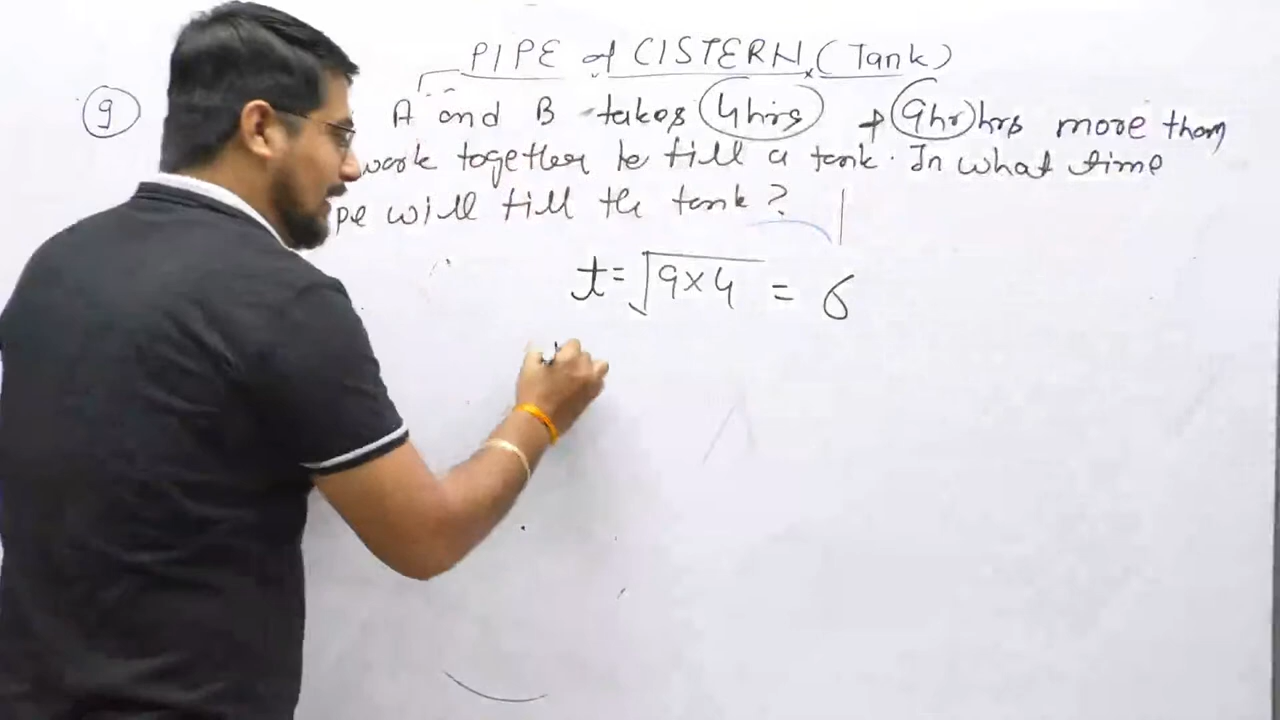 PIPE of CISTERN (Tank)
9 A and B takes 4hrs & 9hr hrs more than
work together to fill a tank. In what time
pe will fill the tank?
t = √9×4 = 6